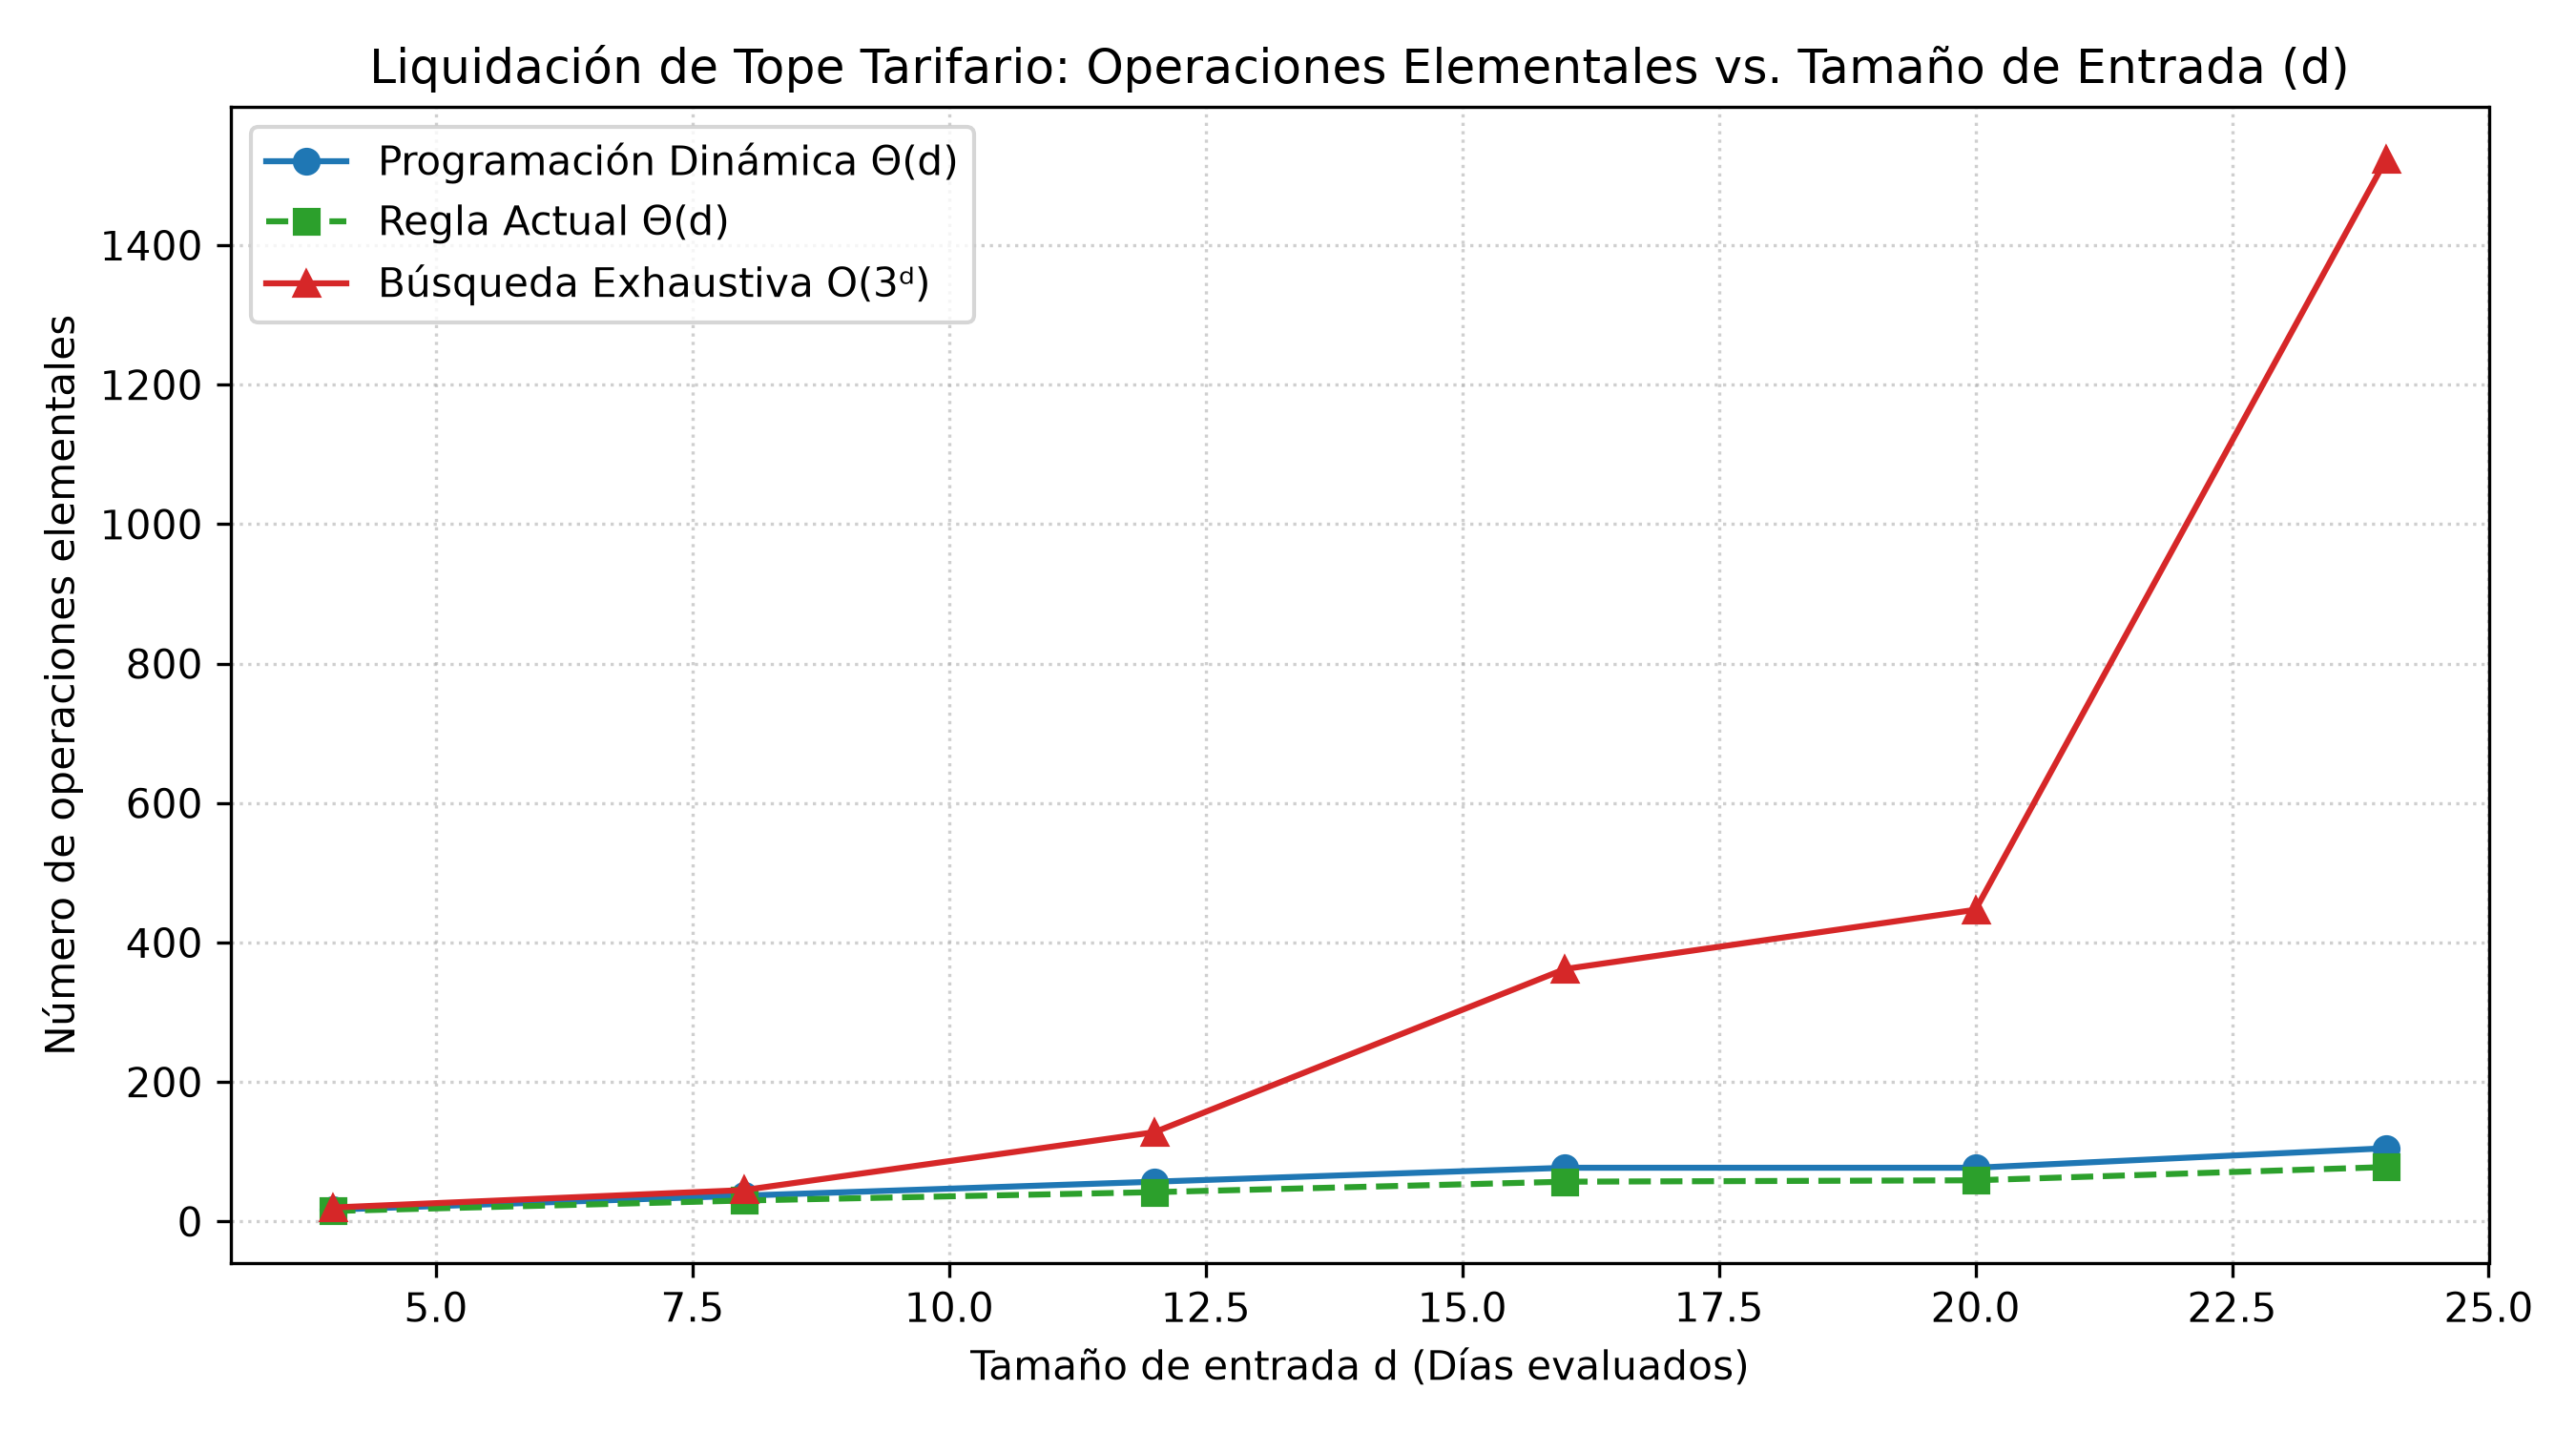 Liquidación de Tope Tarifario: Operaciones Elementales vs. Tamaño de Entrada (d)
Programación Dinámica Θ(d)
Regla Actual Θ(d)
Búsqueda Exhaustiva O(3ᵈ)
Número de operaciones elementales
1400
1200
1000
800
600
400
200
0
5.0 7.5 10.0 12.5 15.0 17.5 20.0 22.5 25.0
Tamaño de entrada d (Días evaluados)